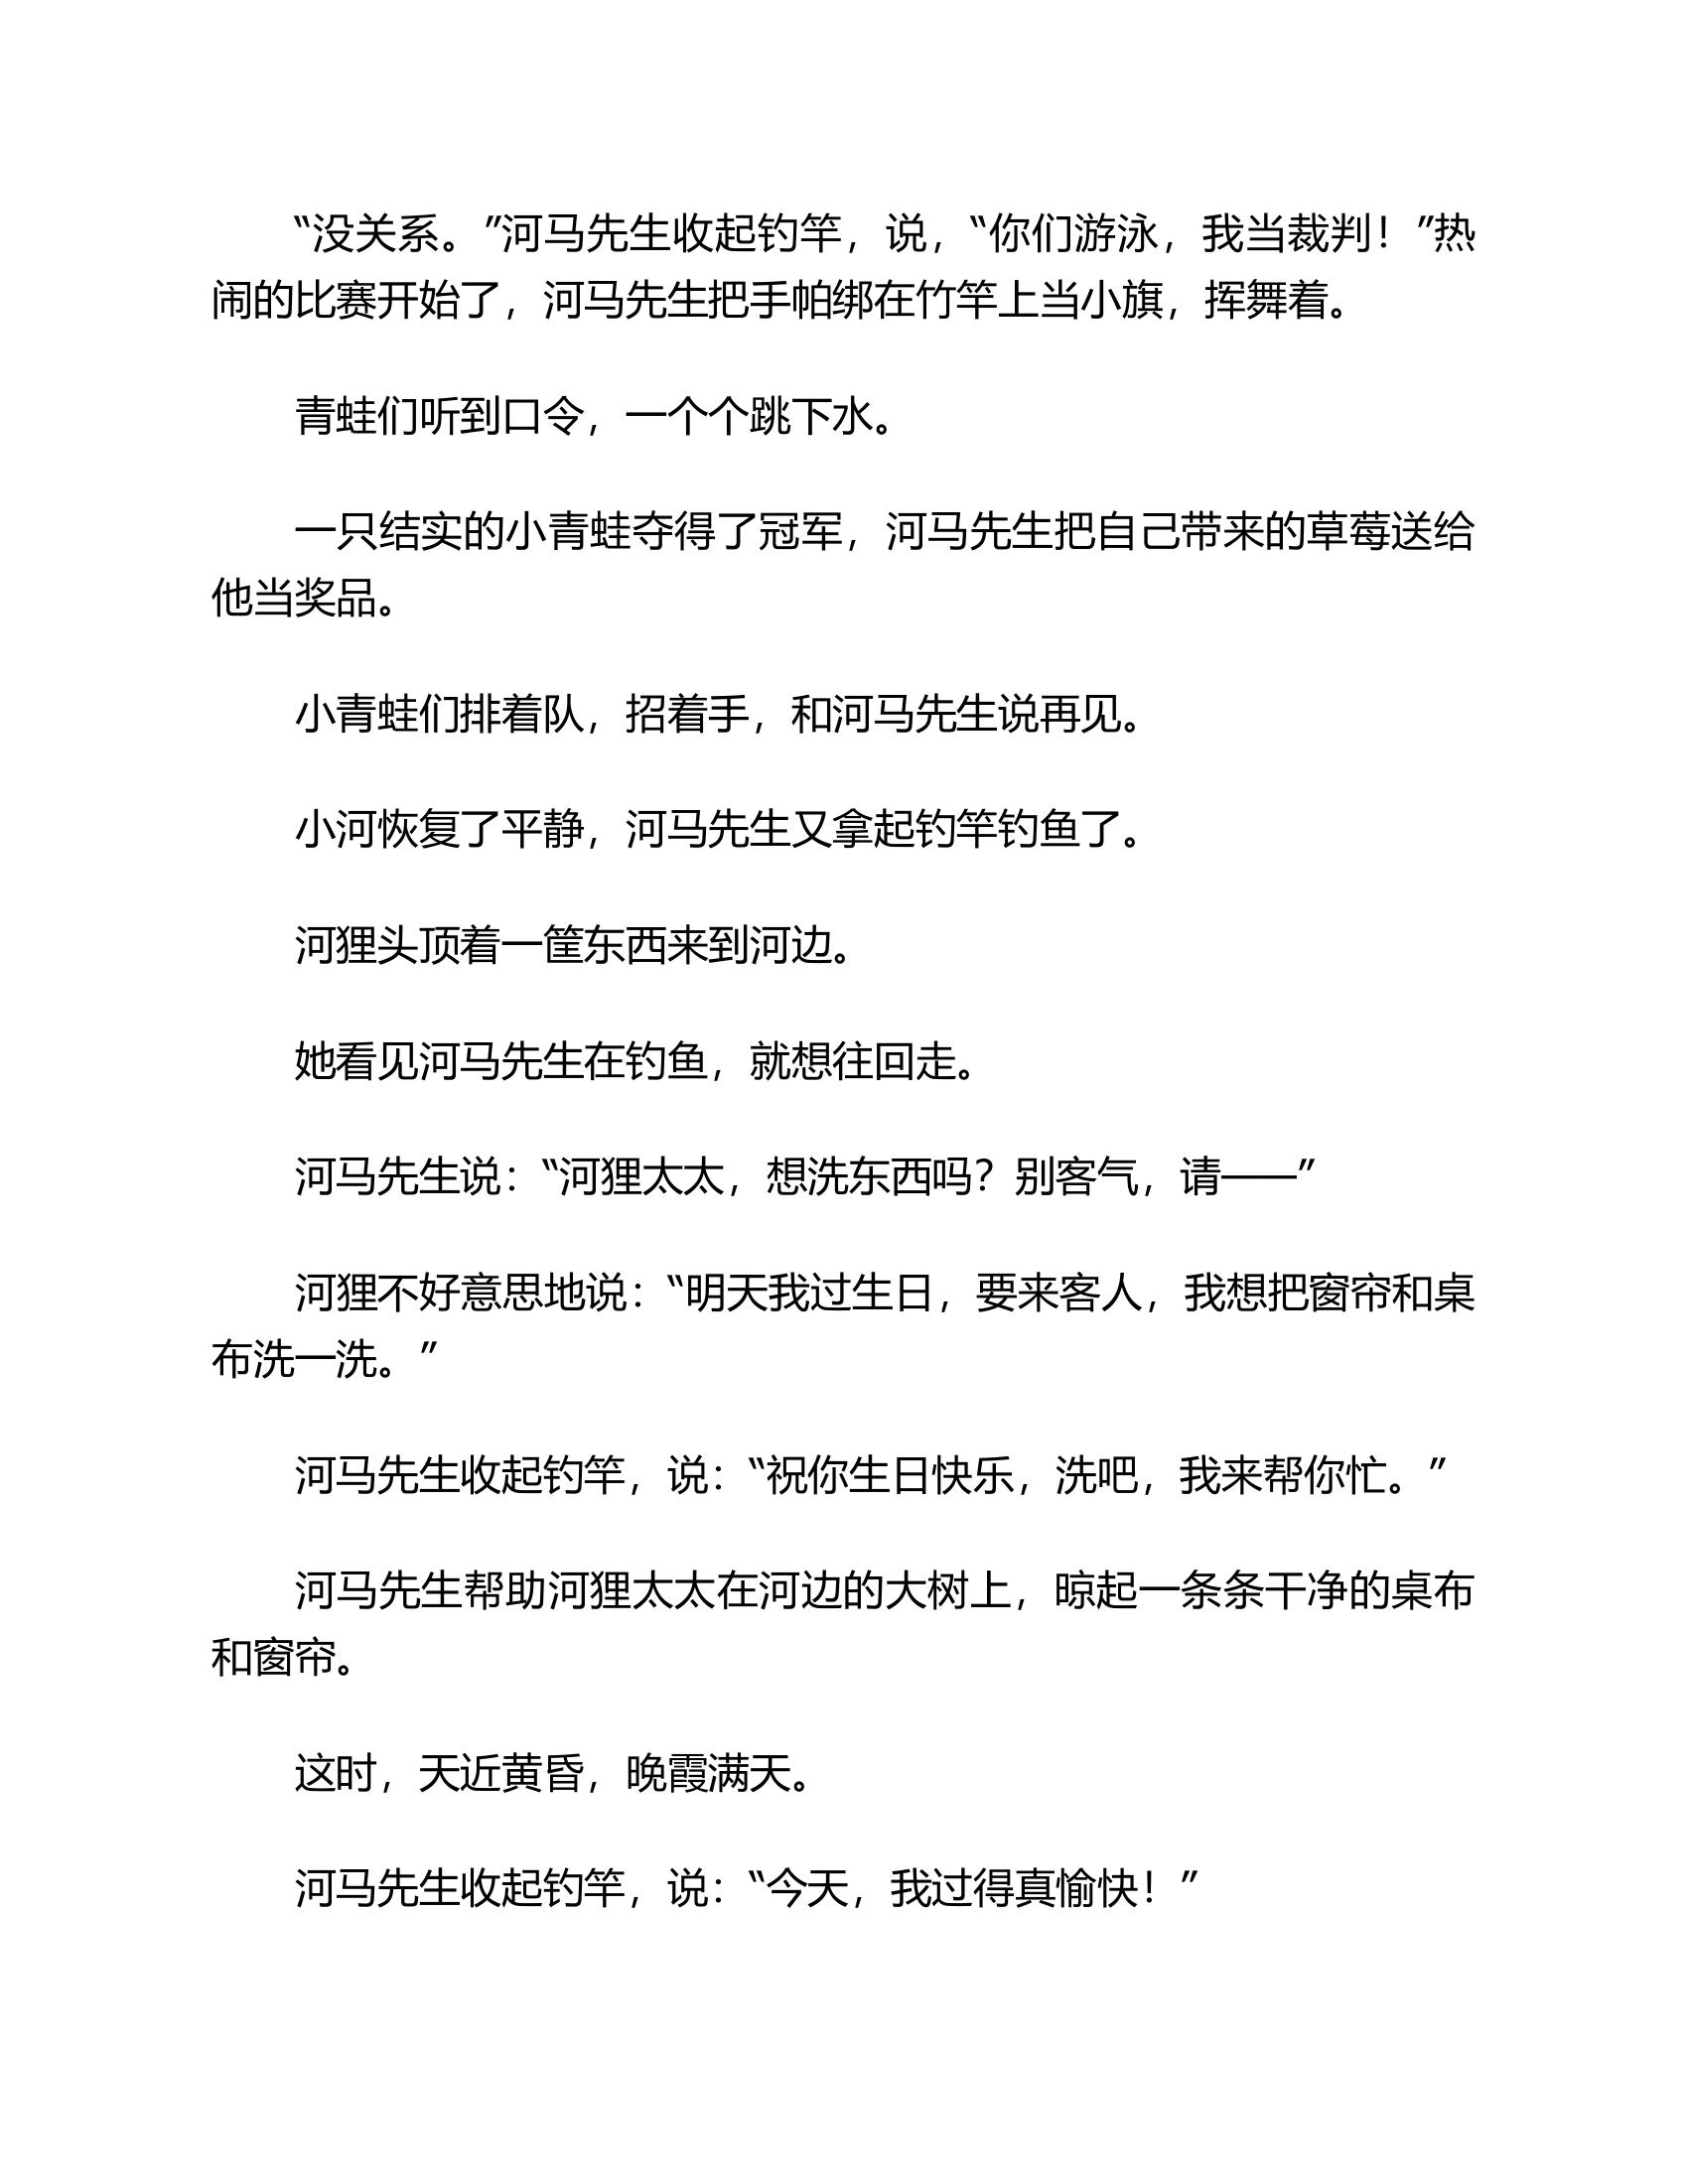 “没关系。”河马先生收起钓竿，说，“你们游泳，我当裁判！”热
闹的比赛开始了，河马先生把手帕绑在竹竿上当小旗，挥舞着。
青蛙们听到口令，一个个跳下水。
一只结实的小青蛙夺得了冠军，河马先生把自己带来的草莓送给
他当奖品。
小青蛙们排着队，招着手，和河马先生说再见。
小河恢复了平静，河马先生又拿起钓竿钓鱼了。
河狸头顶着一筐东西来到河边。
她看见河马先生在钓鱼，就想往回走。
河马先生说：“河狸太太，想洗东西吗？别客气，请——”
河狸不好意思地说：“明天我过生日，要来客人，我想把窗帘和桌
布洗一洗。”
河马先生收起钓竿，说：“祝你生日快乐，洗吧，我来帮你忙。”
河马先生帮助河狸太太在河边的大树上，晾起一条条干净的桌布
和窗帘。
这时，天近黄昏，晚霞满天。
河马先生收起钓竿，说：“今天，我过得真愉快！”